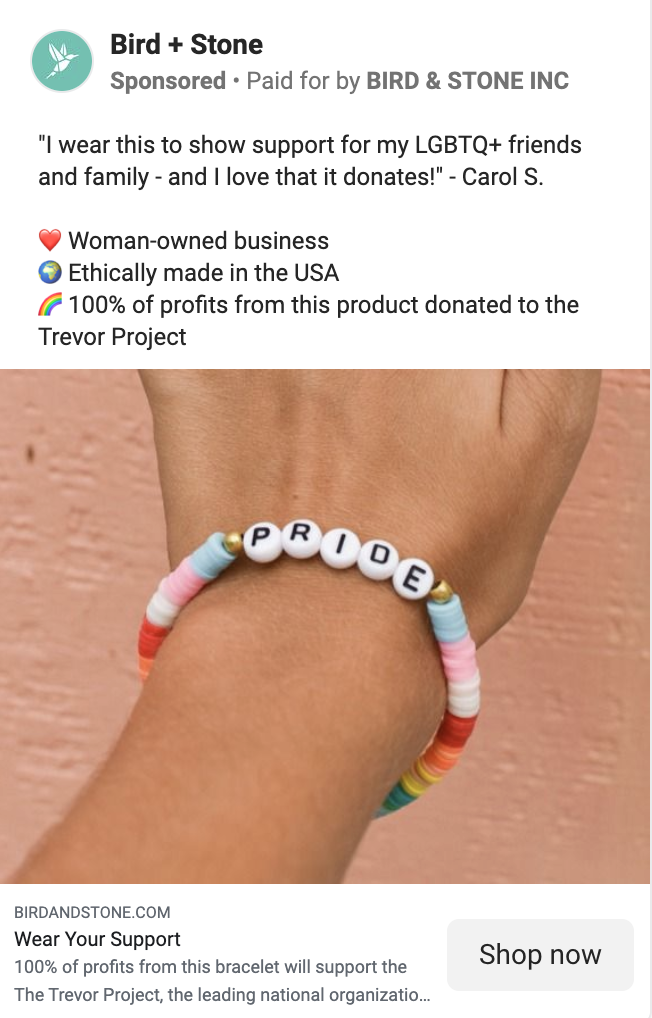 Bird + Stone
Sponsored • Paid for by BIRD & STONE INC
"I wear this to show support for my LGBTQ+ friends
and family - and I love that it donates!" - Carol S.
❤️ Woman-owned business
🌍 Ethically made in the USA
🌈 100% of profits from this product donated to the
Trevor Project
PRIDE
BIRDANDSTONE.COM
Wear Your Support
100% of profits from this bracelet will support the
The Trevor Project, the leading national organizatio...
Shop now